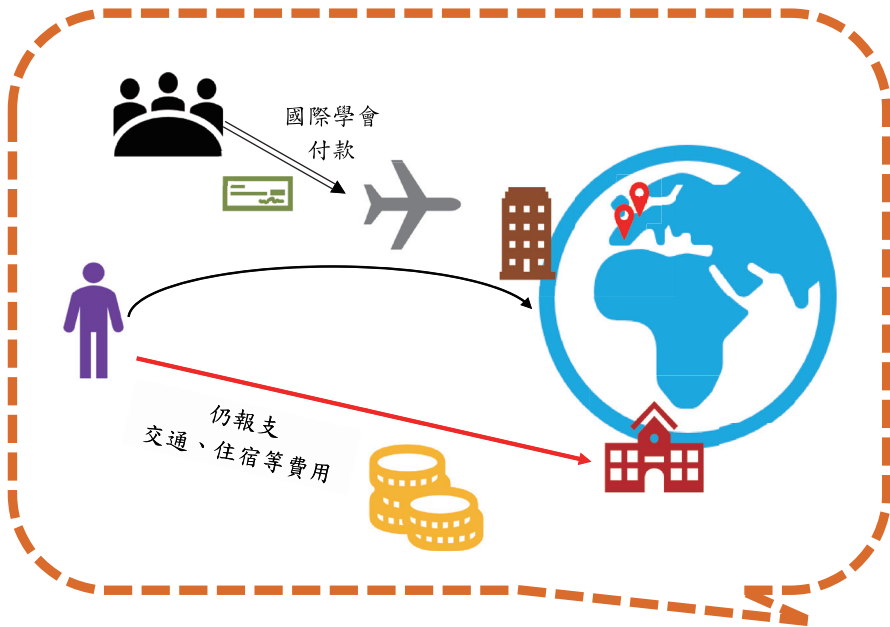 國際學會
付款
仍報支
交通、住宿等費用